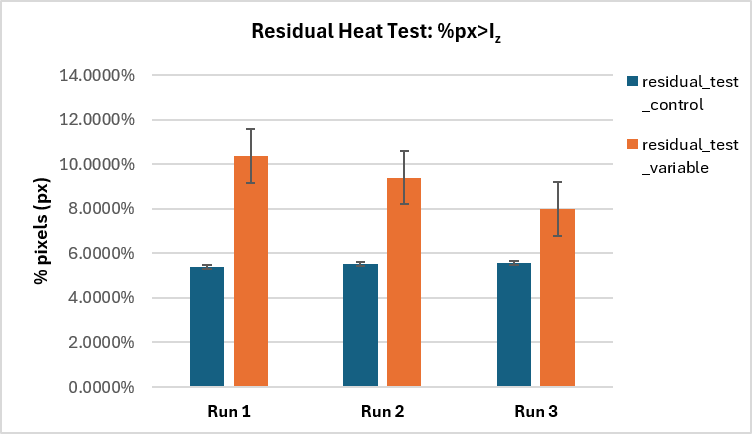 Residual Heat Test: %px>Iz
14.0000%
12.0000%
10.0000%
8.0000%
6.0000%
4.0000%
2.0000%
0.0000%
% pixels (px)
Run 1
Run 2
Run 3
residual_test
_control
residual_test
_variable